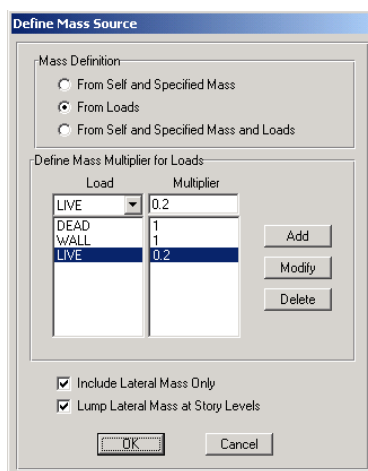 Define Mass Source
Mass Definition
From Self and Specified Mass
From Loads
From Self and Specified Mass and Loads
Define Mass Multiplier for Loads
Load Multiplier
LIVE 0.2
DEAD 1
WALL 1
LIVE 0.2
Add
Modify
Delete
Include Lateral Mass Only
Lump Lateral Mass at Story Levels
OK Cancel